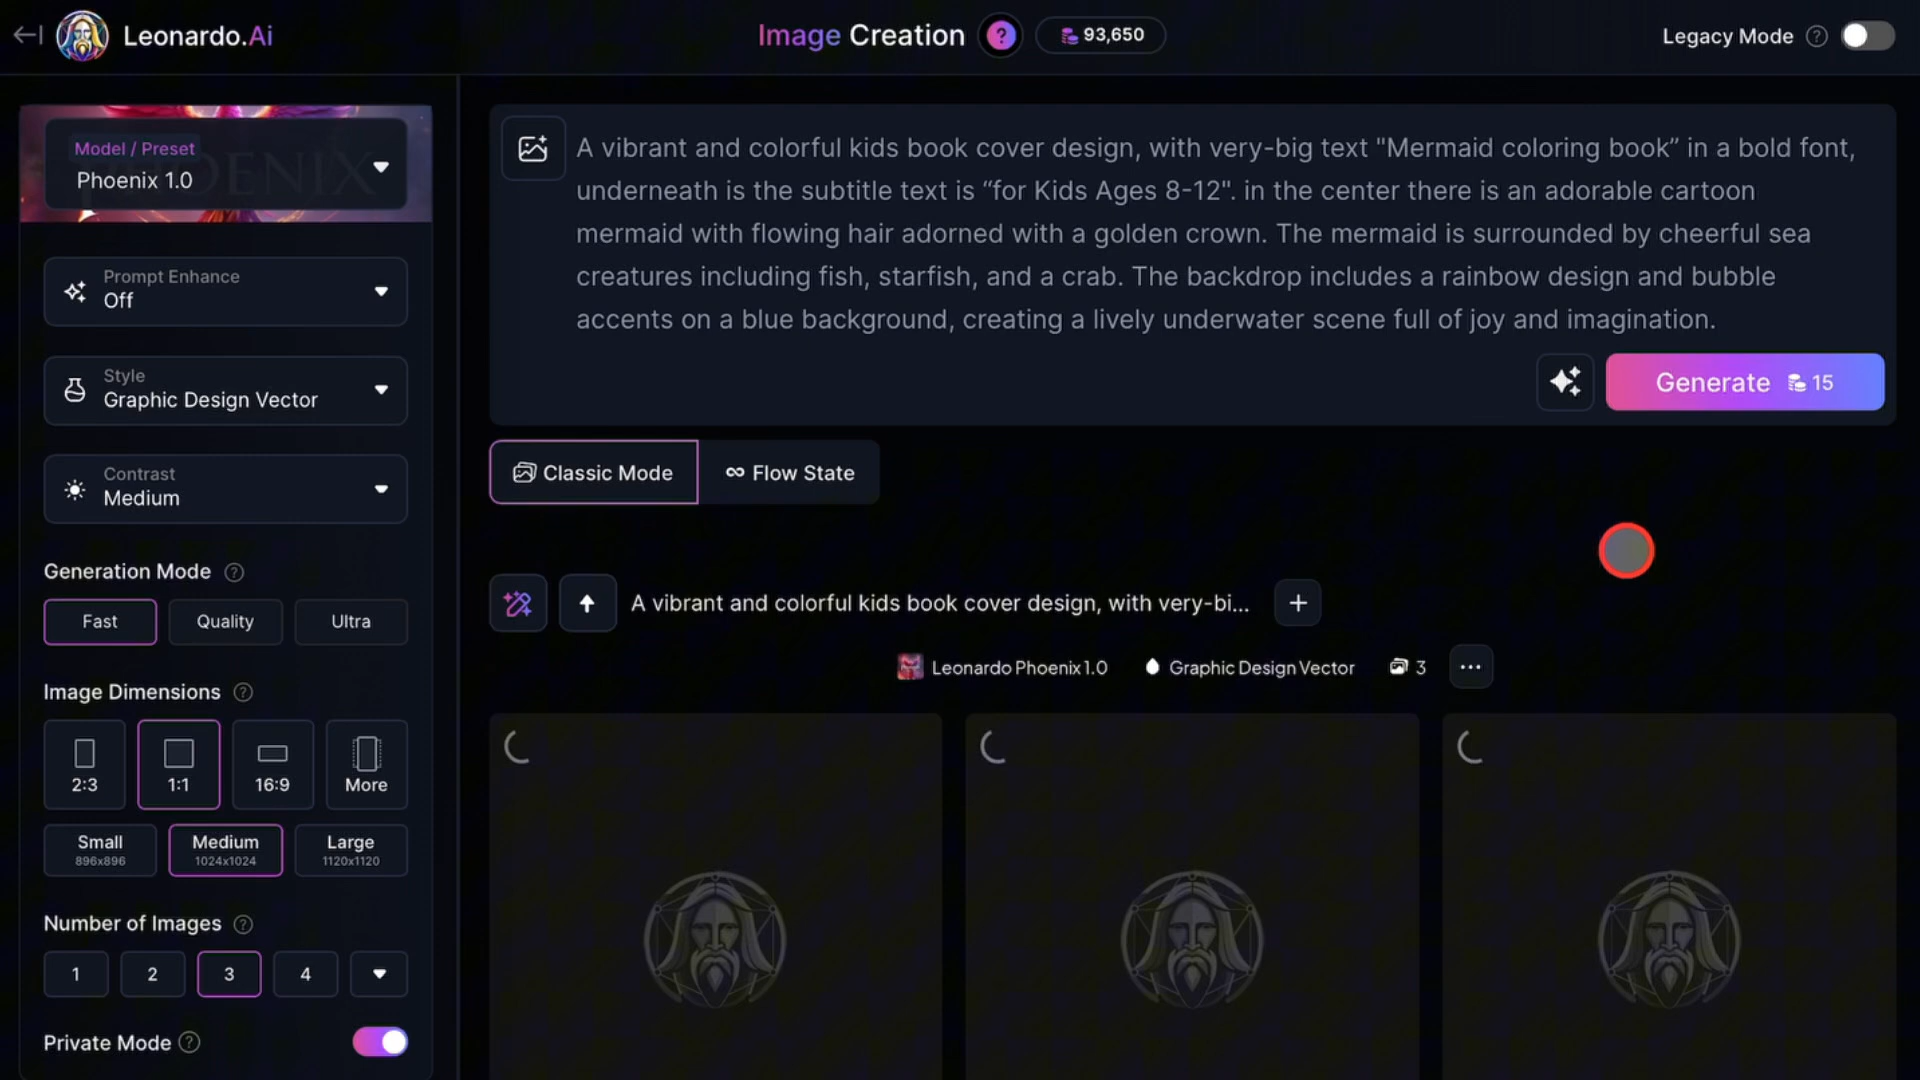 Leonardo.Ai
Image Creation
?
93,650
Legacy Mode ?
Model / Preset
Phoenix 1.0
Prompt Enhance
Off
Style
Graphic Design Vector
Contrast
Medium
Generation Mode ?
Fast
Quality
Ultra
Image Dimensions ?
2:3
1:1
16:9
More
Small
896x896
Medium
1024x1024
Large
1120x1120
Number of Images ?
1
2
3
4
Private Mode ?
A vibrant and colorful kids book cover design, with very-big text "Mermaid coloring book” in a bold font,
underneath is the subtitle text is “for Kids Ages 8-12". in the center there is an adorable cartoon
mermaid with flowing hair adorned with a golden crown. The mermaid is surrounded by cheerful sea
creatures including fish, starfish, and a crab. The backdrop includes a rainbow design and bubble
accents on a blue background, creating a lively underwater scene full of joy and imagination.
Generate 15
Classic Mode
Flow State
A vibrant and colorful kids book cover design, with very-bi...
Leonardo Phoenix 1.0
Graphic Design Vector
3